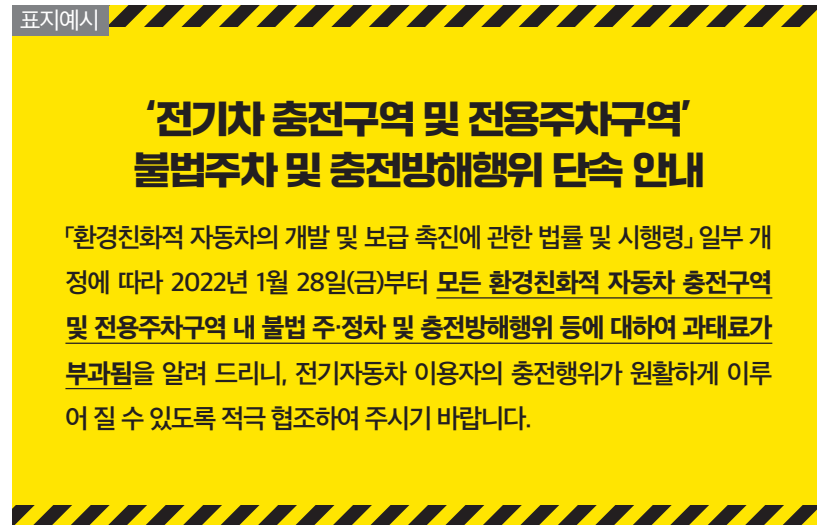 표지예시
‘전기차 충전구역 및 전용주차구역’
불법주차 및 충전방해행위 단속 안내
「환경친화적 자동차의 개발 및 보급 촉진에 관한 법률 및 시행령」 일부 개
정에 따라 2022년 1월 28일(금)부터 모든 환경친화적 자동차 충전구역
및 전용주차구역 내 불법 주·정차 및 충전방해행위 등에 대하여 과태료가
부과됨을 알려 드리니, 전기자동차 이용자의 충전행위가 원활하게 이루
어 질 수 있도록 적극 협조하여 주시기 바랍니다.